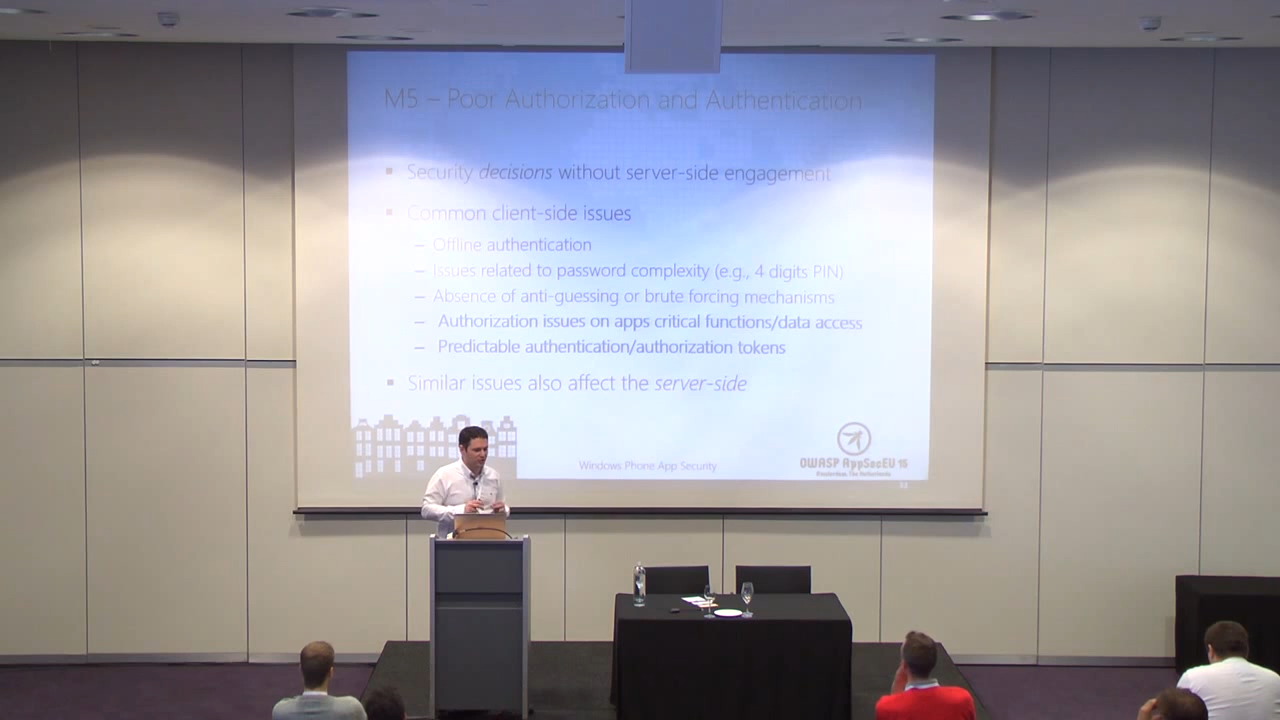 M5 – Poor Authorization and Authentication
▪ Security decisions without server-side engagement
▪ Common client-side issues
– Offline authentication
– Issues related to password complexity (e.g., 4 digits PIN)
– Absence of anti-guessing or brute forcing mechanisms
– Authorization issues on apps critical functions/data access
– Predictable authentication/authorization tokens
▪ Similar issues also affect the server-side
Windows Phone App Security
OWASP AppSecEU 15
Amsterdam, The Netherlands